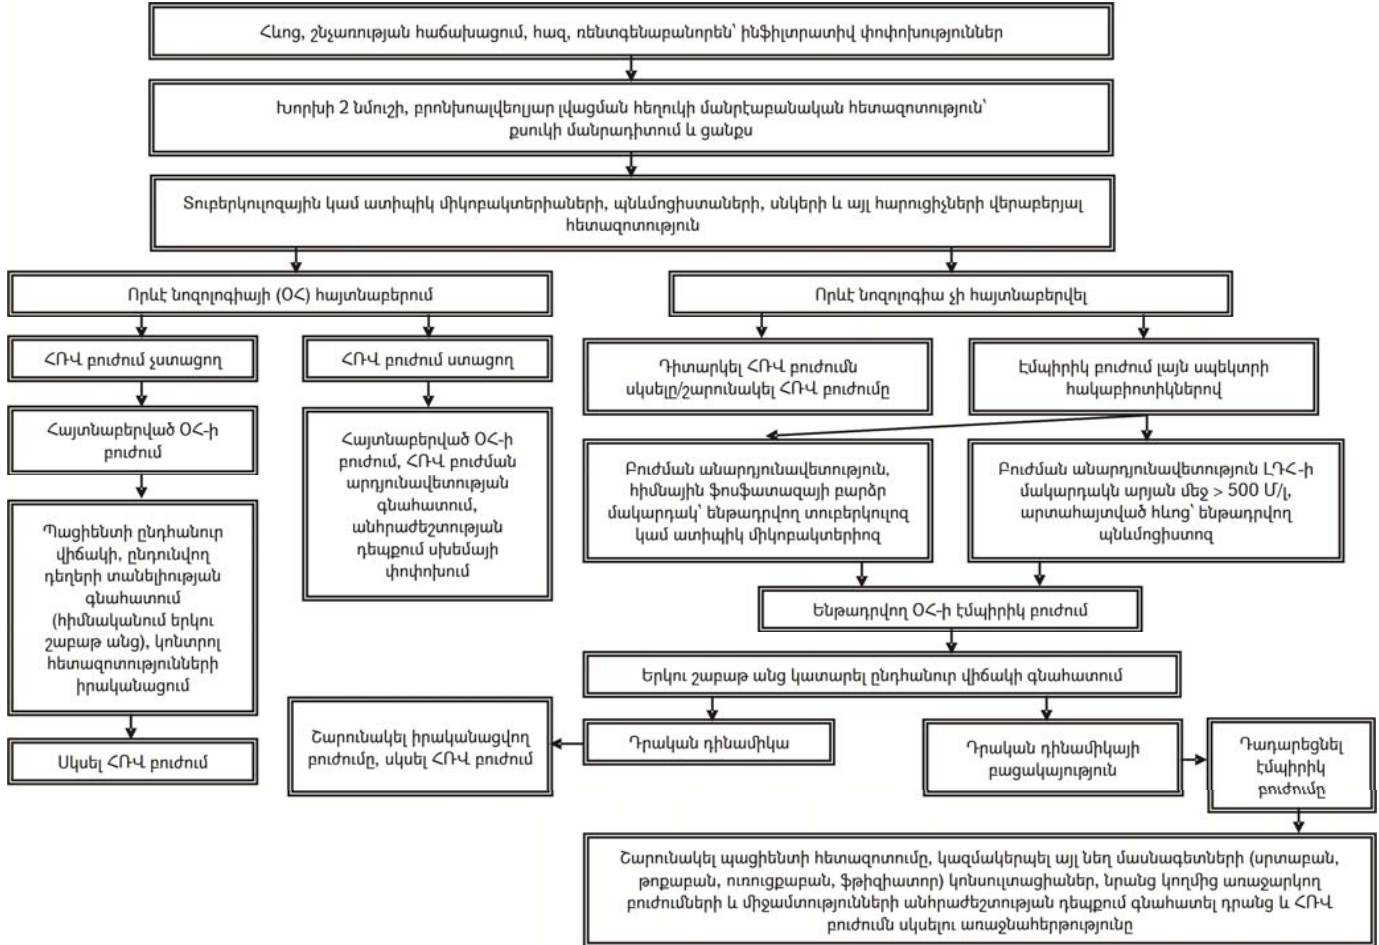 Հևոց, շնչառության հաճախացում, հազ, ռենտգենաբանորեն՝ ինֆիլտրատիվ փոփոխություններ
Խորխի 2 նմուշի, բրոնխոալվեոլյար լվացման հեղուկի մանրէաբանական հետազոտություն՝
քսուկի մանրադիտում և ցանքս
Տուբերկուլոզային կամ ատիպիկ միկոբակտերիաների, պնևմոցիստաների, սնկերի և այլ հարուցիչների վերաբերյալ
հետազոտություն
Որևէ նոզոլոգիայի (ՕՀ) հայտնաբերում
ՀՌՎ բուժում չստացող
Հայտնաբերված ՕՀ-ի
բուժում
Պացիենտի ընդհանուր
վիճակի, ընդունվող
դեղերի տանելիության
գնահատում
(հիմնականում երկու
շաբաթ անց), կոնտրոլ
հետազոտությունների
իրականացում
Սկսել ՀՌՎ բուժում
ՀՌՎ բուժում ստացող
Հայտնաբերված ՕՀ-ի
բուժում, ՀՌՎ բուժման
արդյունավետության
գնահատում,
անհրաժեշտության
դեպքում սխեմայի
փոփոխում
Որևէ նոզոլոգիա չի հայտնաբերվել
Դիտարկել ՀՌՎ բուժումն
սկսելը/շարունակել ՀՌՎ բուժումը
Էմպիրիկ բուժում լայն սպեկտրի
հակաբիոտիկներով
Բուժման անարդյունավետություն,
հիմնային ֆոսֆատազայի բարձր
մակարդակ՝ ենթադրվող տուբերկուլոզ
կամ ատիպիկ միկոբակտերիոզ
Բուժման անարդյունավետություն ԼԴՀ-ի
մակարդակն արյան մեջ > 500 Մ/լ,
արտահայտված հևոց՝ ենթադրվող
պնևմոցիստոզ
Ենթադրվող ՕՀ-ի էմպիրիկ բուժում
Երկու շաբաթ անց կատարել ընդհանուր վիճակի գնահատում
Դրական դինամիկա
Շարունակել իրականացվող
բուժումը, սկսել ՀՌՎ բուժում
Դրական դինամիկայի
բացակայություն
Դադարեցնել
էմպիրիկ
բուժումը
Շարունակել պացիենտի հետազոտումը, կազմակերպել այլ նեղ մասնագետների (սրտաբան,
թոքաբան, ուռուցքաբան, ֆթիզիատոր) կոնսուլտացիաներ, նրանց կողմից առաջարկող
բուժումների և միջամտությունների անհրաժեշտության դեպքում գնահատել դրանց և ՀՌՎ
բուժումն սկսելու առաջնահերթությունը